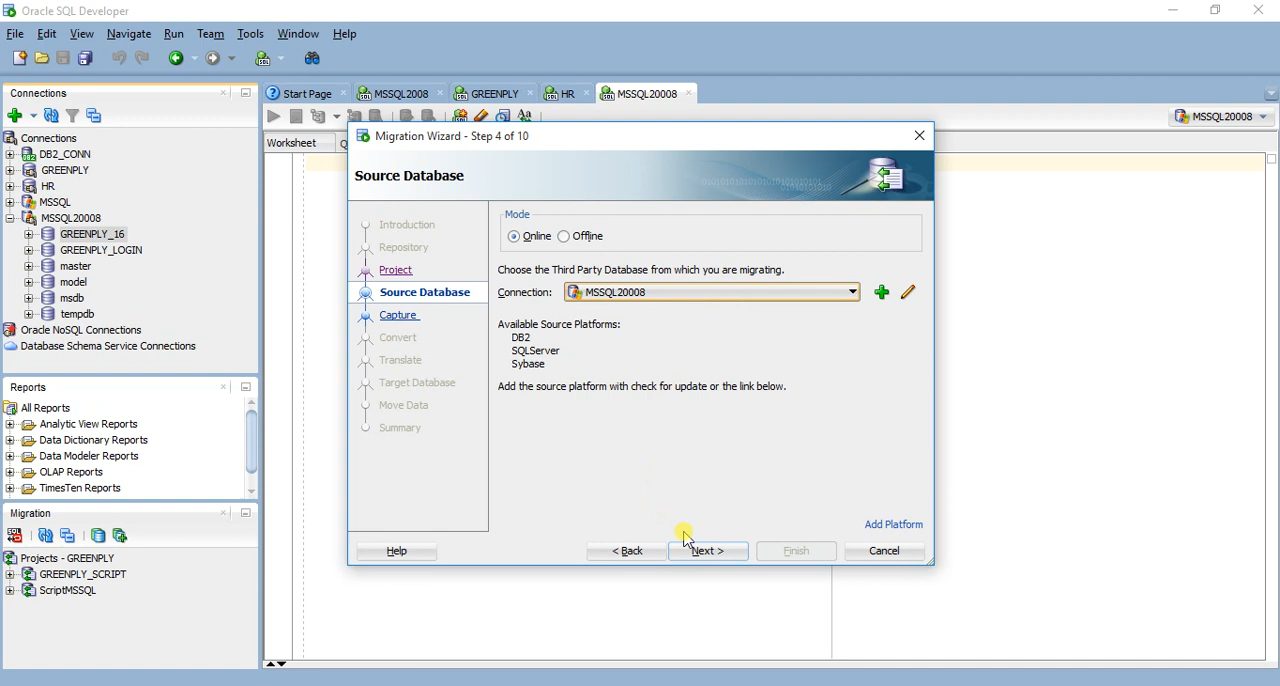 Oracle SQL Developer
File Edit View Navigate Run Team Tools Window Help
Connections
Connections
DB2_CONN
GREENPLY
HR
MSSQL
MSSQL20008
GREENPLY_16
GREENPLY_LOGIN
master
model
msdb
tempdb
Oracle NoSQL Connections
Database Schema Service Connections
Reports
All Reports
Analytic View Reports
Data Dictionary Reports
Data Modeler Reports
OLAP Reports
TimesTen Reports
Migration
Projects - GREENPLY
GREENPLY_SCRIPT
ScriptMSSQL
Start Page MSSQL2008 GREENPLY HR MSSQL20008
MSSQL20008
Worksheet
Migration Wizard - Step 4 of 10
Source Database
Introduction
Repository
Project
Source Database
Capture
Convert
Translate
Target Database
Move Data
Summary
Mode
Online Offline
Choose the Third Party Database from which you are migrating.
Connection: MSSQL20008
Available Source Platforms:
DB2
SQLServer
Sybase
Add the source platform with check for update or the link below.
Add Platform
Help < Back Next > Finish Cancel